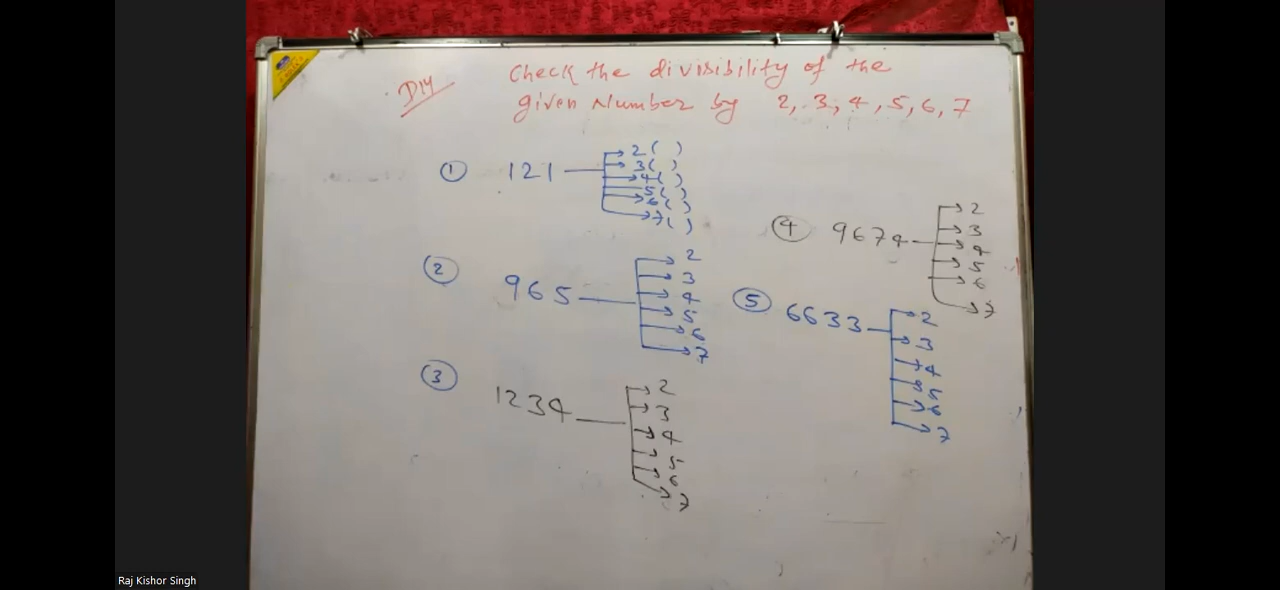 DIY
Check the divisibility of the
given Number by 2, 3, 4, 5, 6, 7
① 121
2 ( )
3 ( )
4 ( )
5 ( )
6 ( )
7 ( )
② 965
2
3
4
5
6
7
③ 1234
2
3
4
5
6
7
④ 9674
2
3
4
5
6
7
⑤ 6633
2
3
4
5
6
7
Raj Kishor Singh